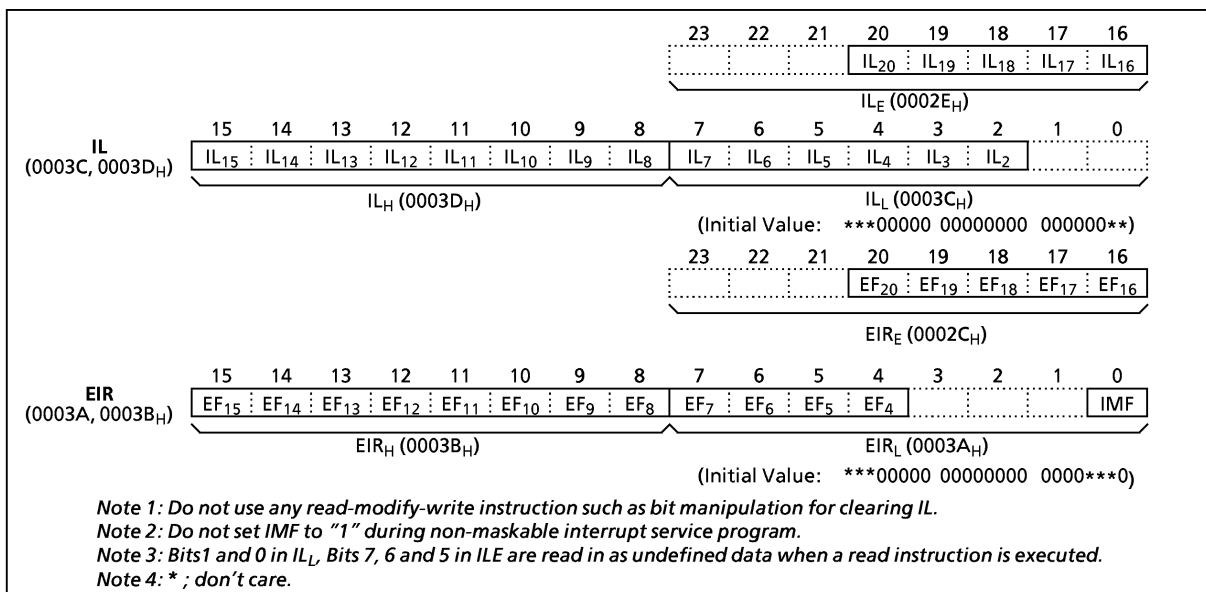 23 22 21 20 19 18 17 16
IL20 IL19 IL18 IL17 IL16
ILE (0002EH)
15 14 13 12 11 10 9 8 7 6 5 4 3 2 1 0
IL
(0003C, 0003DH)
IL15 IL14 IL13 IL12 IL11 IL10 IL9 IL8 IL7 IL6 IL5 IL4 IL3 IL2
ILH (0003DH) ILL (0003CH)
(Initial Value: ***00000 00000000 000000**)
23 22 21 20 19 18 17 16
EF20 EF19 EF18 EF17 EF16
EIRE (0002CH)
15 14 13 12 11 10 9 8 7 6 5 4 3 2 1 0
EIR
(0003A, 0003BH)
EF15 EF14 EF13 EF12 EF11 EF10 EF9 EF8 EF7 EF6 EF5 EF4 IMF
EIRH (0003BH) EIRL (0003AH)
(Initial Value: ***00000 00000000 0000***0)
Note 1: Do not use any read-modify-write instruction such as bit manipulation for clearing IL.
Note 2: Do not set IMF to "1" during non-maskable interrupt service program.
Note 3: Bits1 and 0 in ILL, Bits 7, 6 and 5 in ILE are read in as undefined data when a read instruction is executed.
Note 4: * ; don't care.